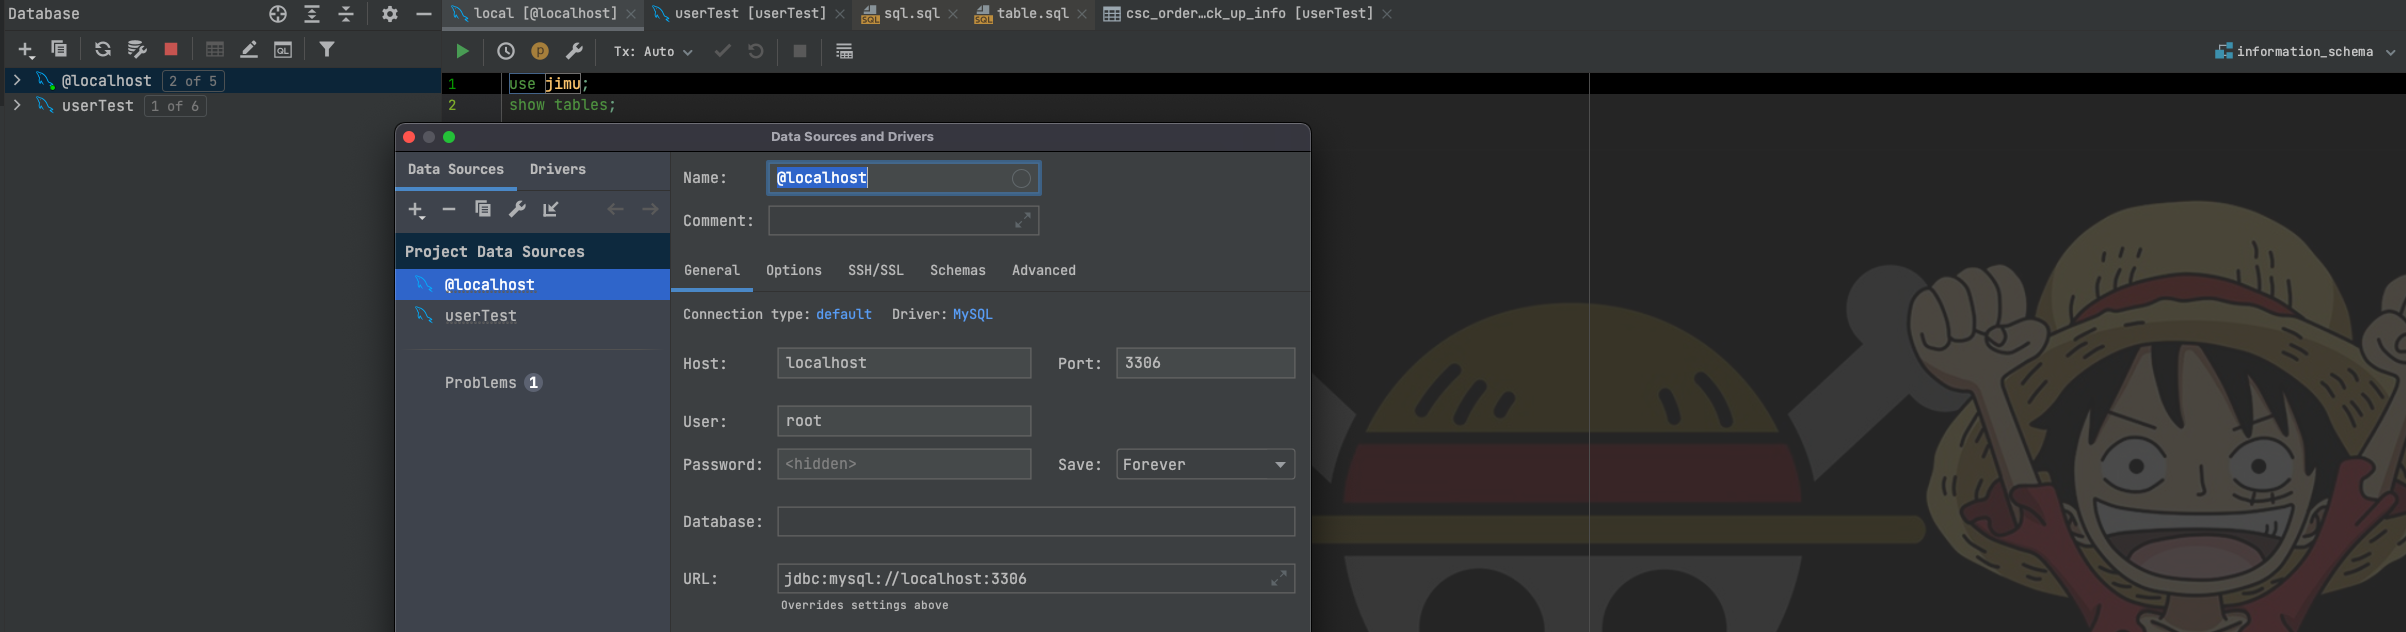 Database
local [@localhost]
userTest [userTest]
sql.sql
table.sql
csc_order…ck_up_info [userTest]
Tx: Auto
information_schema
@localhost 2 of 5
userTest 1 of 6
1 use jimu;
2 show tables;
Data Sources and Drivers
Data Sources Drivers
Project Data Sources
@localhost
userTest
Problems 1
Name: @localhost
Comment:
General Options SSH/SSL Schemas Advanced
Connection type: default Driver: MySQL
Host: localhost Port: 3306
User: root
Password: <hidden> Save: Forever
Database:
URL: jdbc:mysql://localhost:3306
Overrides settings above